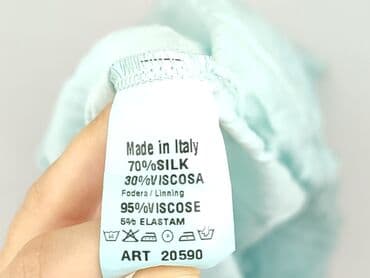 Made in Italy
70%SILK
30%VISCOSA
Fodera / Linning
95%VISCOSE
5% ELASTAM
ART 20590